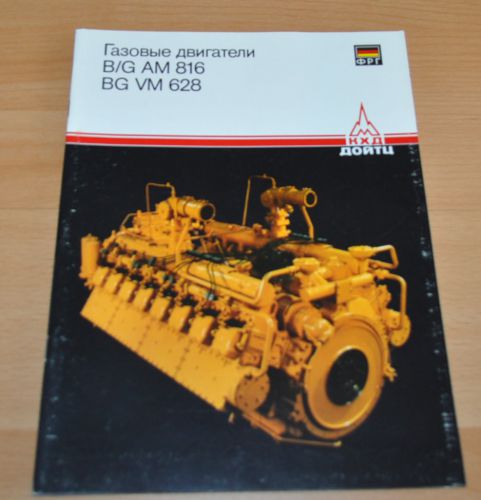 Газовые двигатели
B/G AM 816
BG VM 628
ФРГ
КХД
ДОЙТЦ